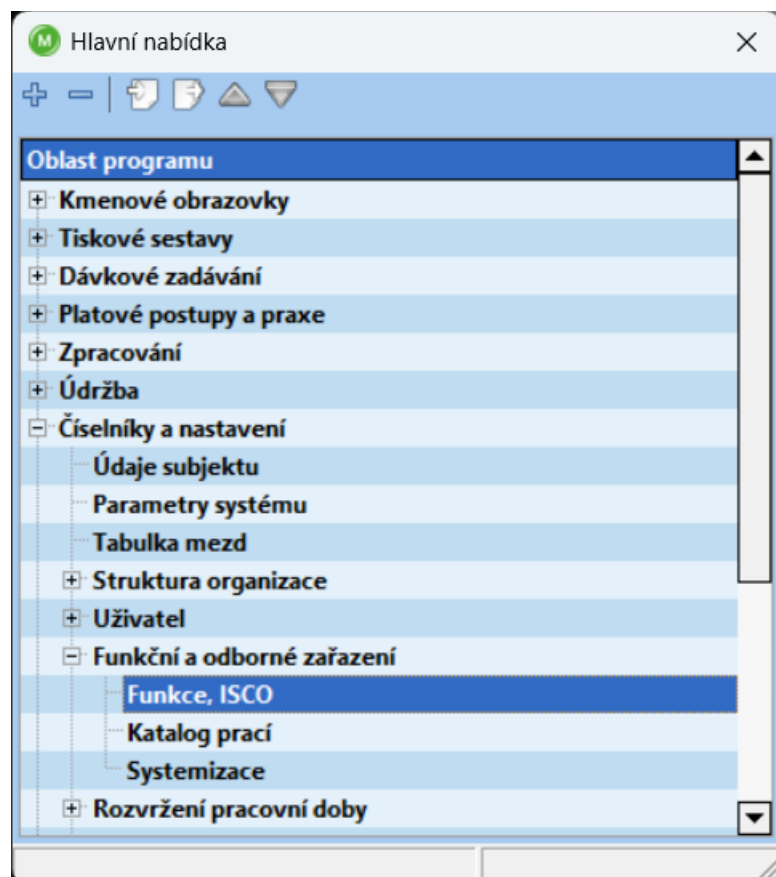 M Hlavní nabídka
Oblast programu
Kmenové obrazovky
Tiskové sestavy
Dávkové zadávání
Platové postupy a praxe
Zpracování
Údržba
Číselníky a nastavení
Údaje subjektu
Parametry systému
Tabulka mezd
Struktura organizace
Uživatel
Funkční a odborné zařazení
Funkce, ISCO
Katalog prací
Systemizace
Rozvržení pracovní doby